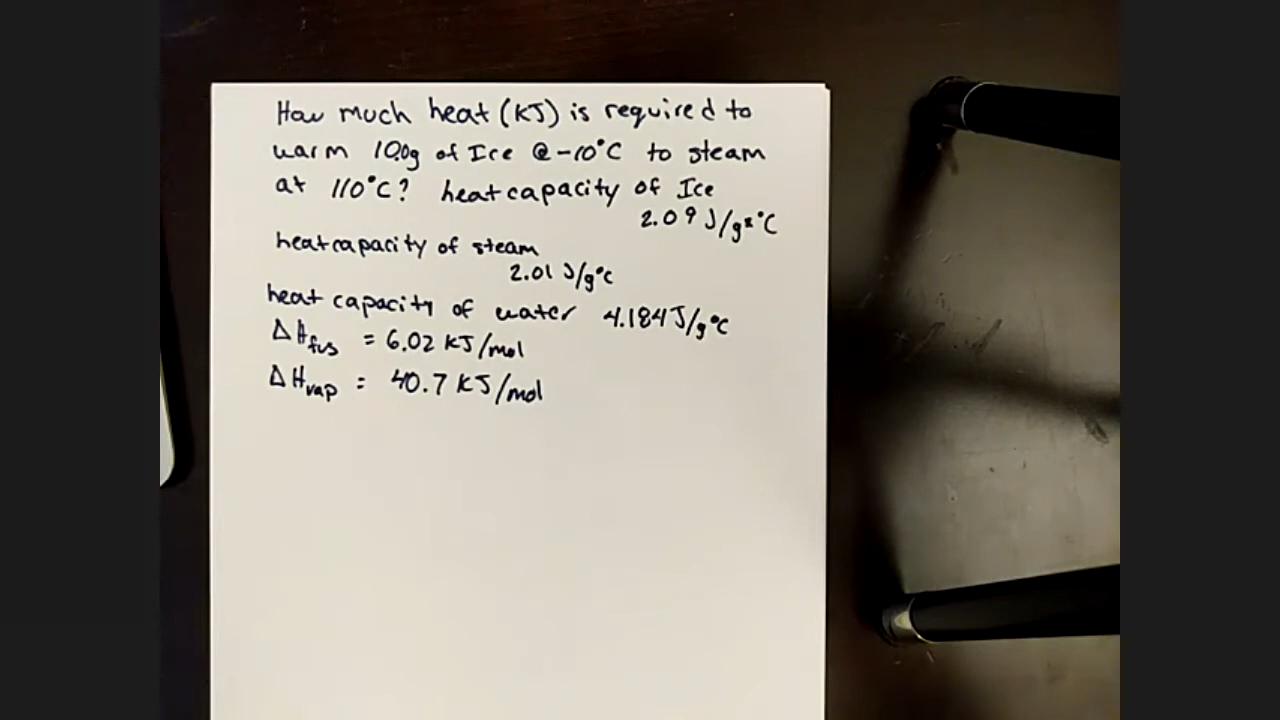 How much heat (KJ) is required to
warm 10.0g of Ice @ -10°C to steam
at 110°C? heat capacity of Ice
2.09 J/g*°C
heat capacity of steam
2.01 J/g°C
heat capacity of water 4.184 J/g°C
ΔHfus = 6.02 KJ/mol
ΔHvap = 40.7 KJ/mol